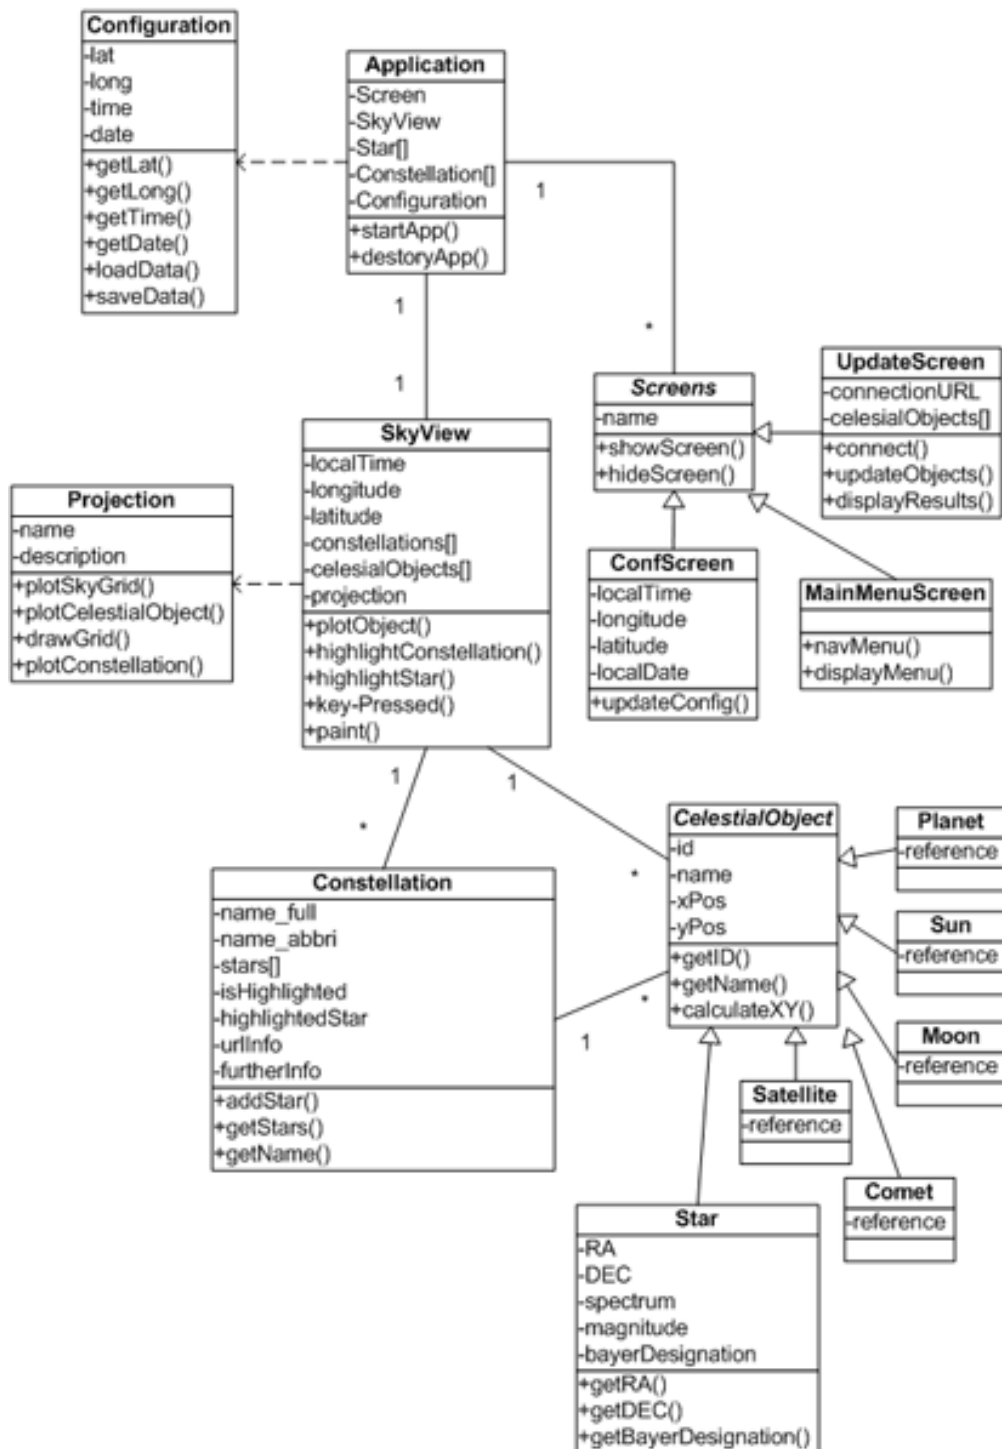 Configuration
-lat
-long
-time
-date
+getLat()
+getLong()
+getTime()
+getDate()
+loadData()
+saveData()
Application
-Screen
-SkyView
-Star[]
-Constellation[]
-Configuration
+startApp()
+destoryApp()
1
*
1
1
Screens
-name
+showScreen()
+hideScreen()
UpdateScreen
-connectionURL
-celesialObjects[]
+connect()
+updateObjects()
+displayResults()
SkyView
-localTime
-longitude
-latitude
-constellations[]
-celesialObjects[]
-projection
+plotObject()
+highlightConstellation()
+highlightStar()
+key-Pressed()
+paint()
Projection
-name
-description
+plotSkyGrid()
+plotCelestialObject()
+drawGrid()
+plotConstellation()
ConfScreen
-localTime
-longitude
-latitude
-localDate
+updateConfig()
MainMenuScreen
+navMenu()
+displayMenu()
1
*
1
*
Constellation
-name_full
-name_abbri
-stars[]
-isHighlighted
-highlightedStar
-urlInfo
-furtherInfo
+addStar()
+getStars()
+getName()
1
*
CelestialObject
-id
-name
-xPos
-yPos
+getID()
+getName()
+calculateXY()
Planet
-reference
Sun
-reference
Moon
-reference
Satellite
-reference
Comet
-reference
Star
-RA
-DEC
-spectrum
-magnitude
-bayerDesignation
+getRA()
+getDEC()
+getBayerDesignation()